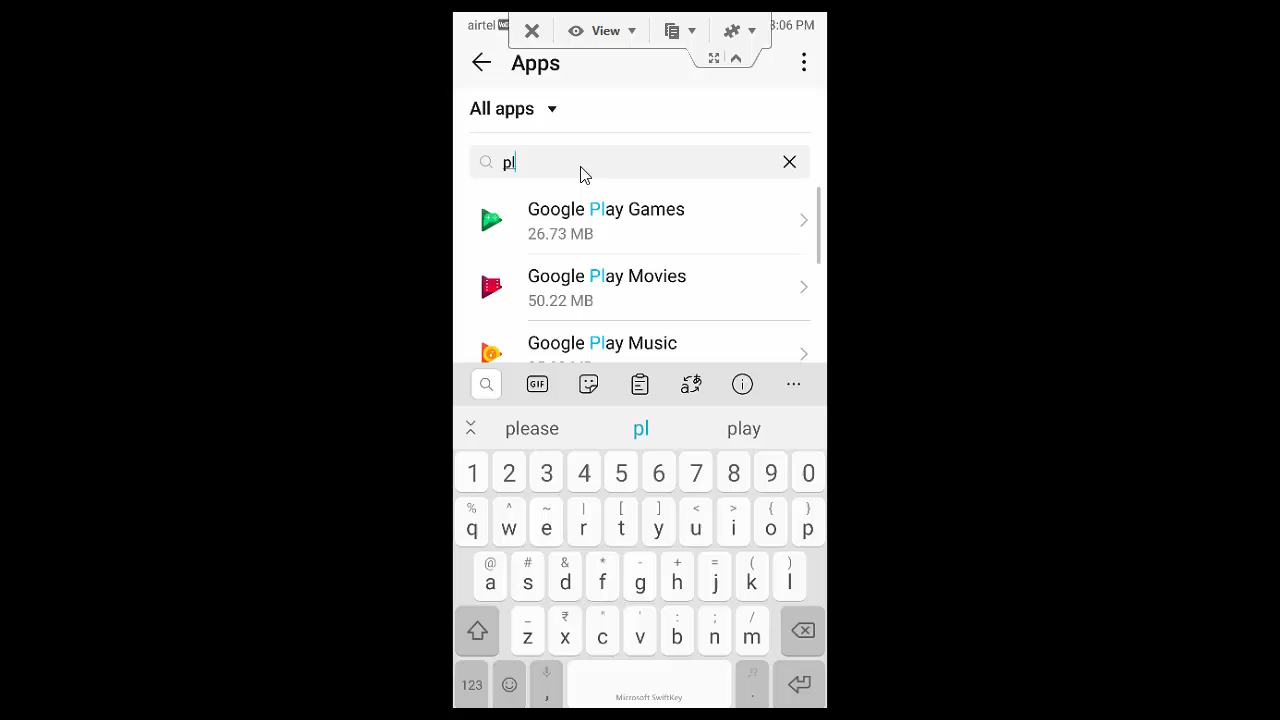 airtel
View
3:06 PM
Apps
All apps
pl
Google Play Games
26.73 MB
Google Play Movies
50.22 MB
Google Play Music
GIF
please pl play
1 2 3 4 5 6 7 8 9 0
% ^ ~ | [ ] < > { }
q w e r t y u i o p
@ # & * - + = ( )
a s d f g h j k l
_ ₹ " ' : ; /
z x c v b n m
123 , Microsoft SwiftKey .